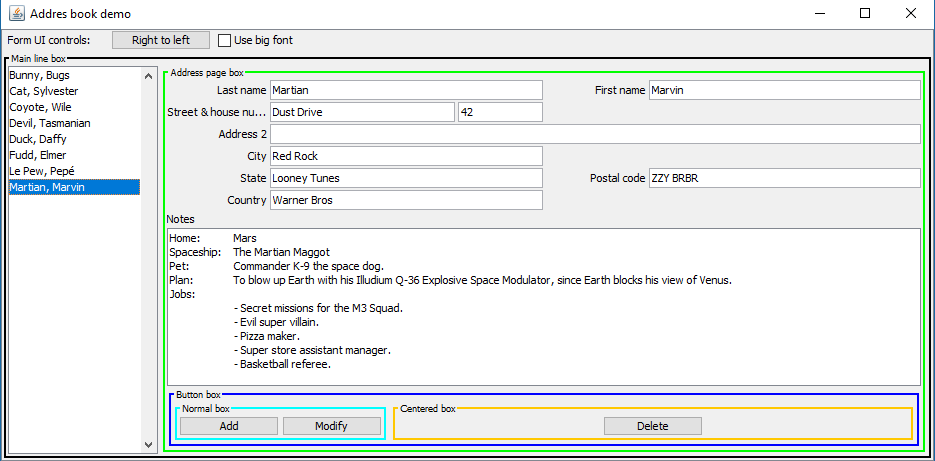 Addres book demo
Form UI controls: Right to left Use big font
Main line box
Bunny, Bugs
Cat, Sylvester
Coyote, Wile
Devil, Tasmanian
Duck, Daffy
Fudd, Elmer
Le Pew, Pepé
Martian, Marvin
Address page box
Last name Martian First name Marvin
Street & house nu... Dust Drive 42
Address 2
City Red Rock
State Looney Tunes Postal code ZZY BRBR
Country Warner Bros
Notes
Home: Mars
Spaceship: The Martian Maggot
Pet: Commander K-9 the space dog.
Plan: To blow up Earth with his Illudium Q-36 Explosive Space Modulator, since Earth blocks his view of Venus.
Jobs:
- Secret missions for the M3 Squad.
- Evil super villain.
- Pizza maker.
- Super store assistant manager.
- Basketball referee.
Button box
Normal box Centered box
Add Modify Delete